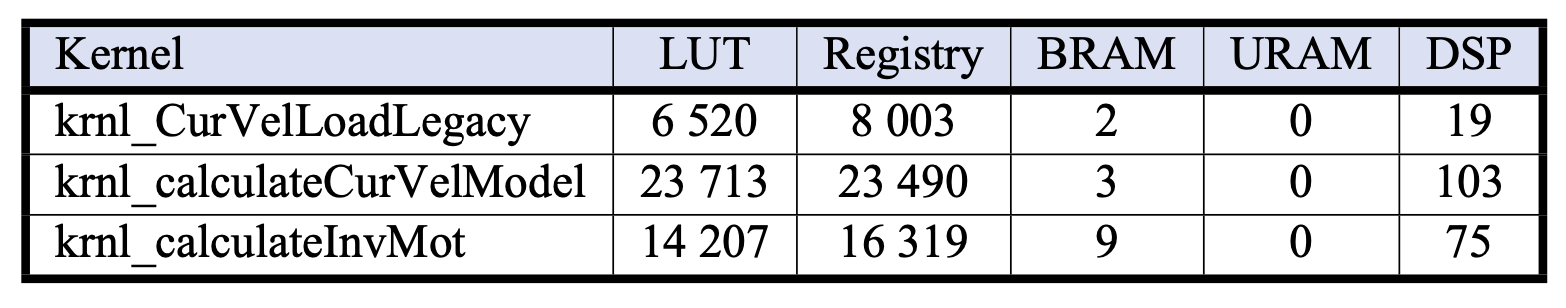 Kernel LUT Registry BRAM URAM DSP
krnl_CurVelLoadLegacy 6 520 8 003 2 0 19
krnl_calculateCurVelModel 23 713 23 490 3 0 103
krnl_calculateInvMot 14 207 16 319 9 0 75